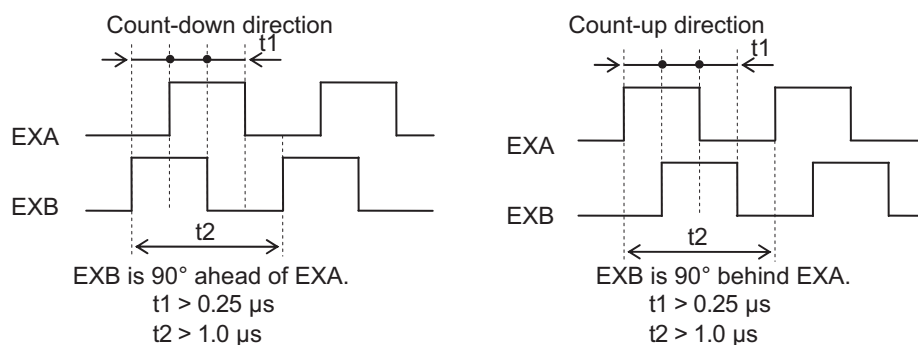 Count-down direction
t1
EXA
EXB
t2
EXB is 90° ahead of EXA.
t1 > 0.25 μs
t2 > 1.0 μs
Count-up direction
t1
EXA
EXB
t2
EXB is 90° behind EXA.
t1 > 0.25 μs
t2 > 1.0 μs